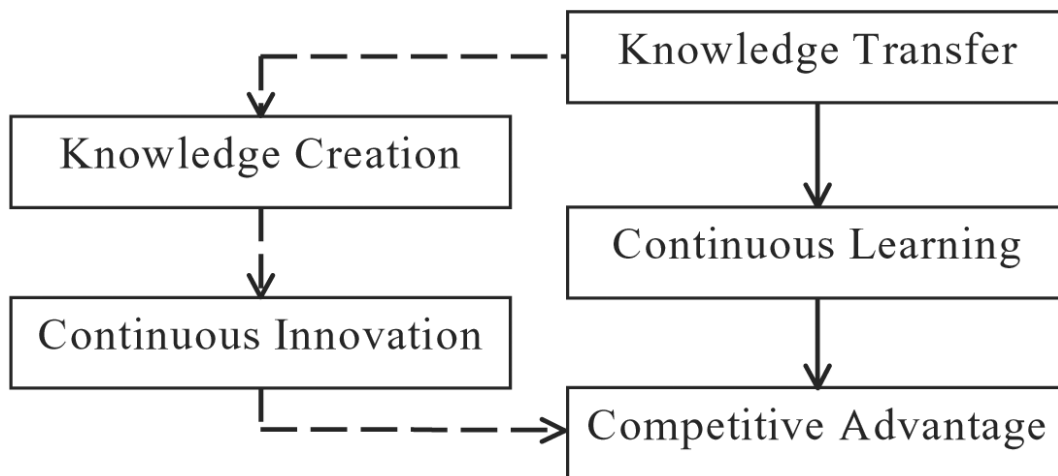 Knowledge Transfer
Knowledge Creation
Continuous Learning
Continuous Innovation
Competitive Advantage